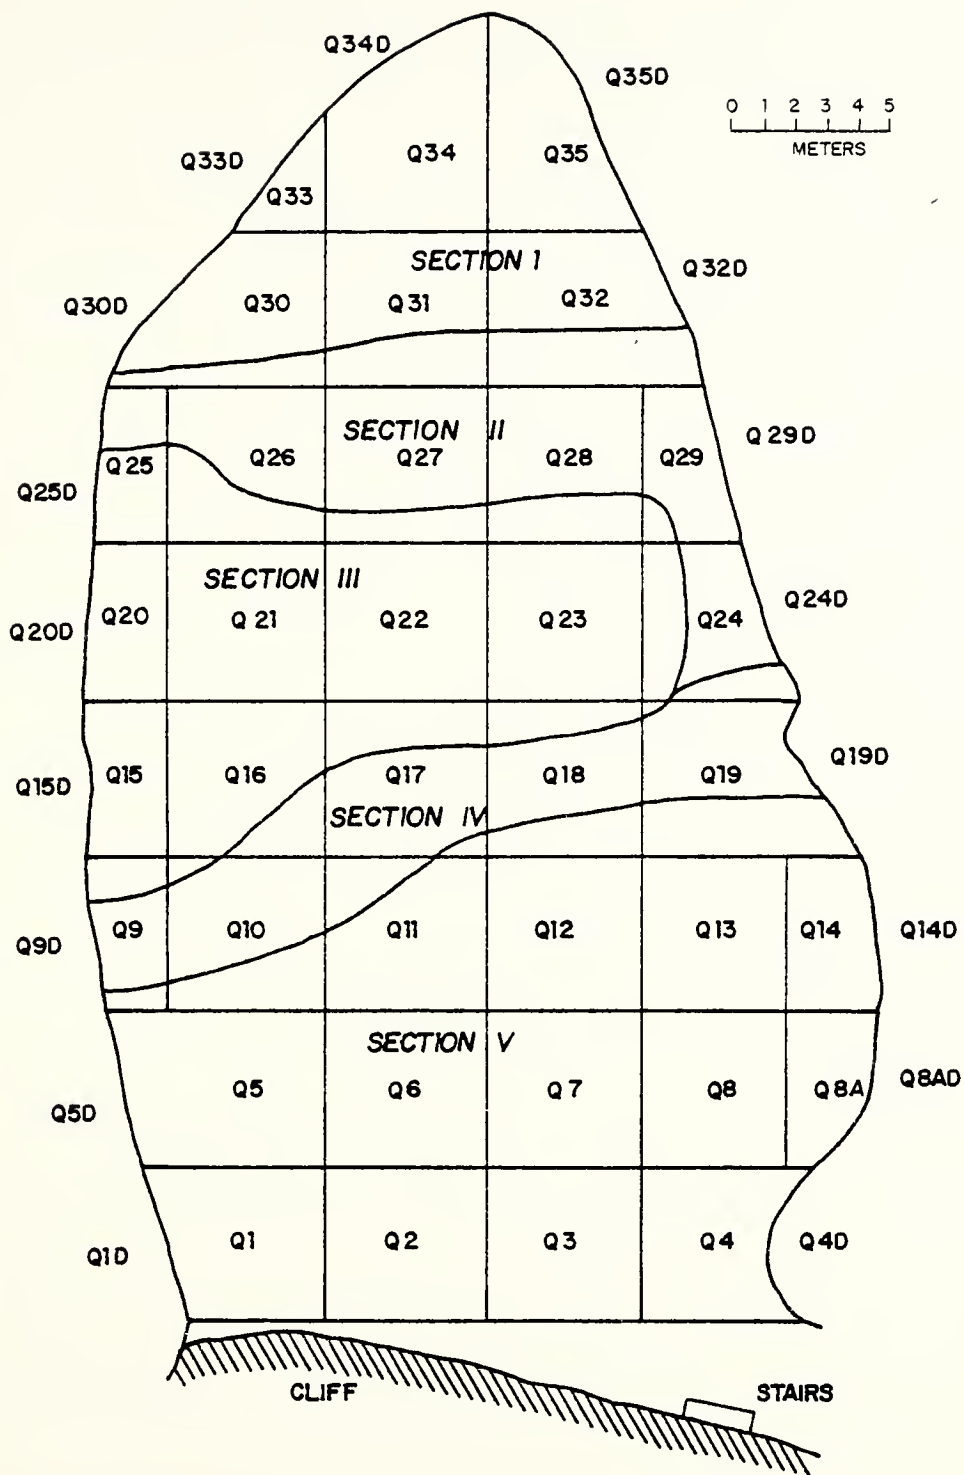 Q34D
Q35D
0 1 2 3 4 5
METERS
Q33D
Q34
Q35
Q33
SECTION I
Q32D
Q30D
Q30
Q31
Q32
SECTION II
Q29D
Q25
Q26
Q27
Q28
Q29
Q25D
SECTION III
Q24D
Q20D
Q20
Q21
Q22
Q23
Q24
Q19D
Q15D
Q15
Q16
Q17
Q18
Q19
SECTION IV
Q9D
Q9
Q10
Q11
Q12
Q13
Q14
Q14D
SECTION V
Q5D
Q5
Q6
Q7
Q8
Q8A
Q8AD
Q1D
Q1
Q2
Q3
Q4
Q4D
CLIFF
STAIRS